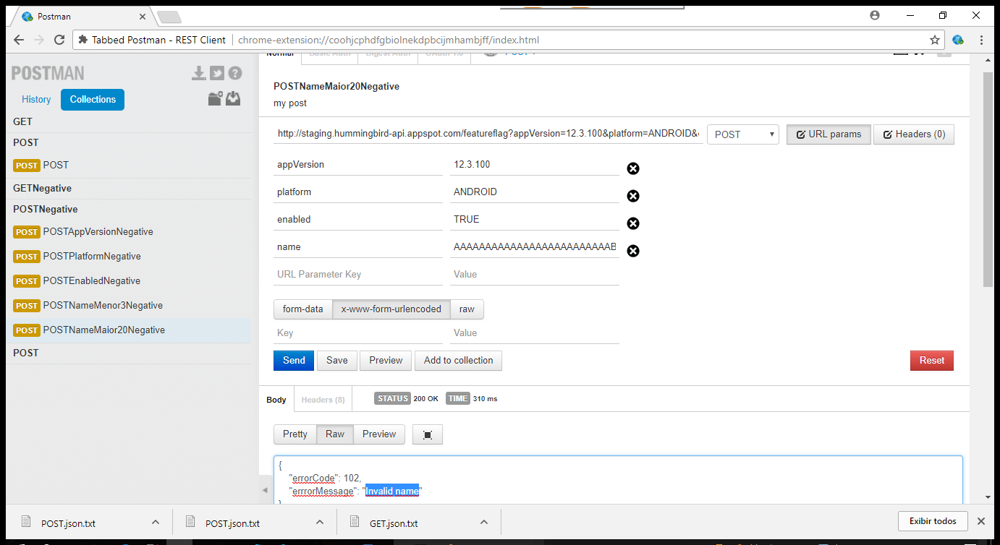 Postman
Tabbed Postman - REST Client chrome-extension://coohjcphdfgbiolnekdpbcijmhambjff/index.html
POSTMAN
History
Collections
GET
POST
POST POST
GETNegative
POSTNegative
POST POSTAppVersionNegative
POST POSTPlatformNegative
POST POSTEnabledNegative
POST POSTNameMenor3Negative
POST POSTNameMaior20Negative
POST
Normal Basic Auth Digest Auth OAuth 1.0
POSTNameMaior20Negative
my post
http://staging.hummingbird-api.appspot.com/featureflag?appVersion=12.3.100&platform=ANDROID& POST URL params Headers (0)
appVersion 12.3.100
platform ANDROID
enabled TRUE
name AAAAAAAAAAAAAAAAAAAAAAAAAB
URL Parameter Key Value
form-data x-www-form-urlencoded raw
Key Value
Send Save Preview Add to collection Reset
Body Headers (8) STATUS 200 OK TIME 310 ms
Pretty Raw Preview
{
"errorCode": 102,
"errrorMessage": "Invalid name"
}
POST.json.txt POST.json.txt GET.json.txt Exibir todos